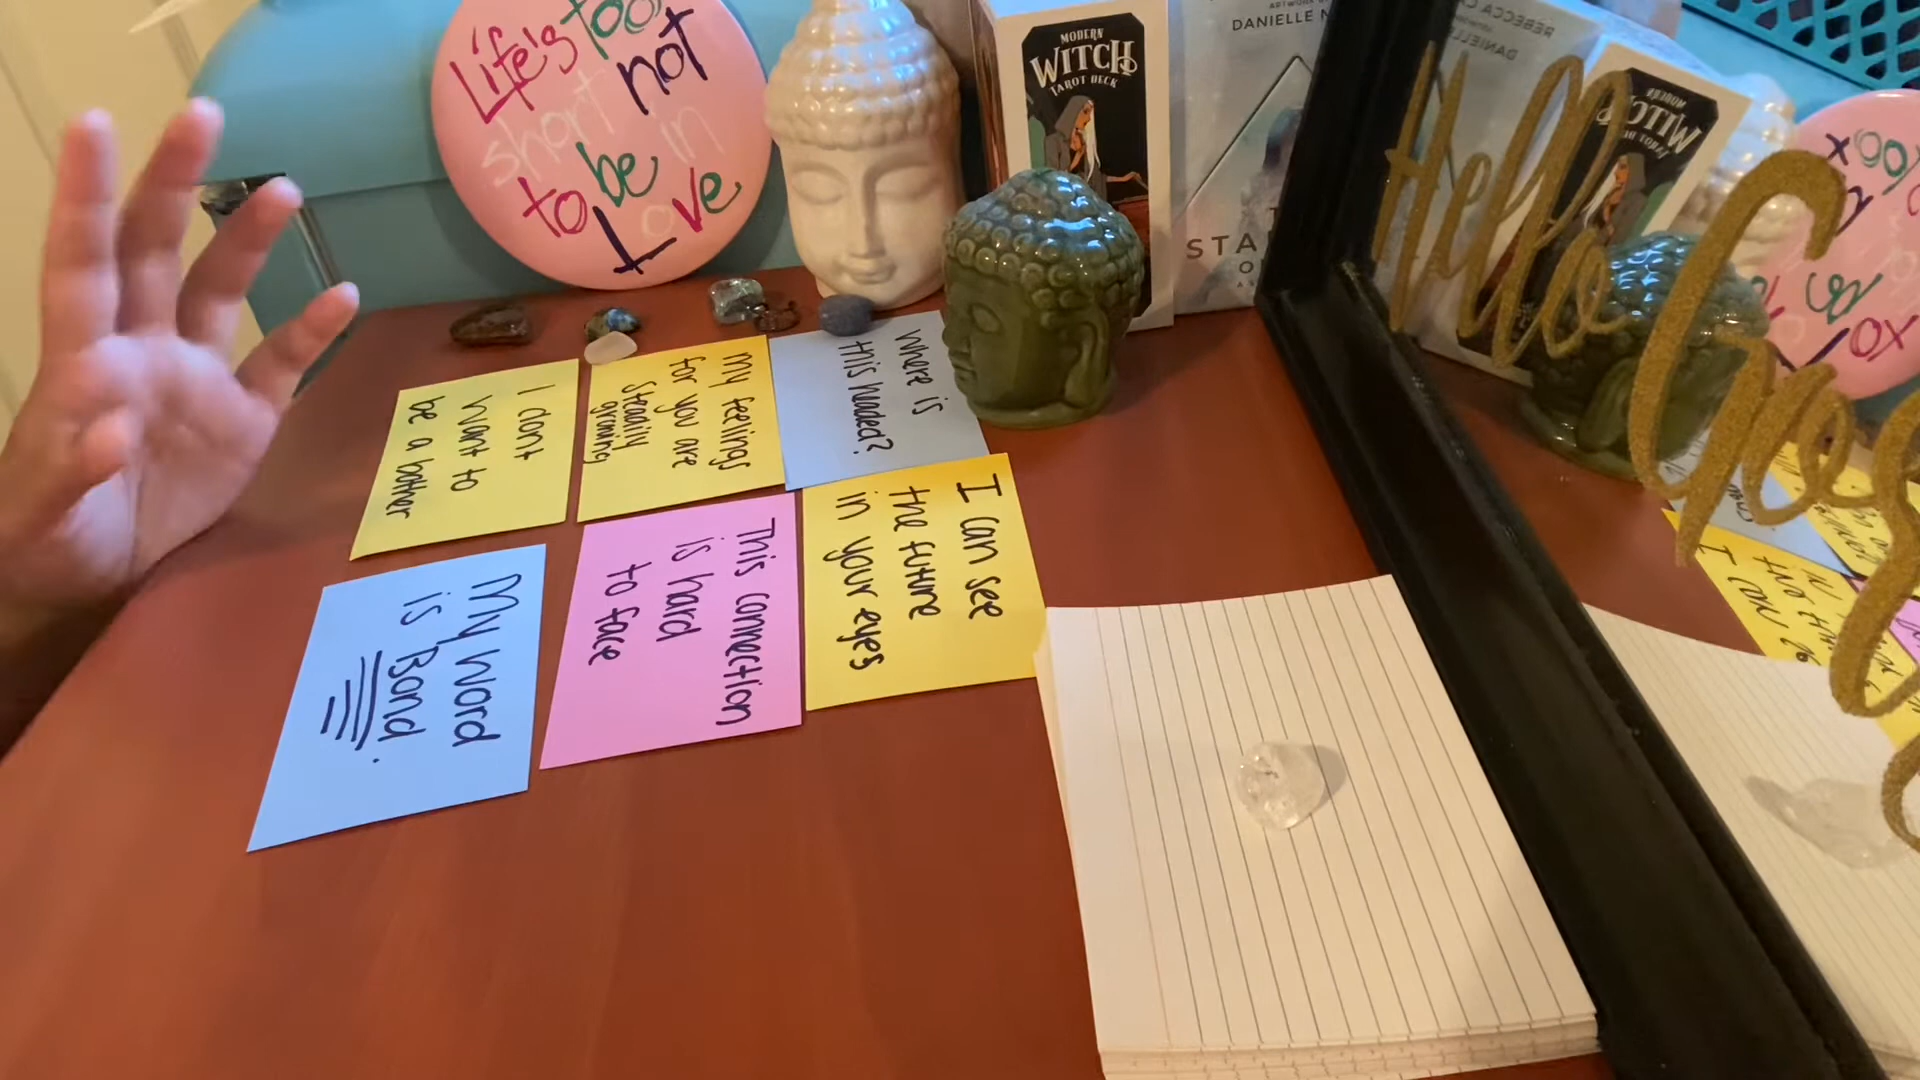 Life's too
short not
to be in
Love
MODERN
WITCH
TAROT DECK
DANIELLE
STA
Hello
I don't
want to
be a bother
My feelings
for you are
steadily
growing
Where is
this headed?
My word
is Bond.
This connection
is hard
to face
I can see
the future
in your eyes